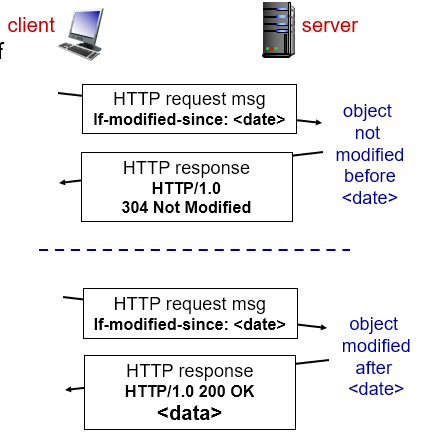 client
server
f
HTTP request msg
If-modified-since: <date>
object
not
modified
before
<date>
HTTP response
HTTP/1.0
304 Not Modified
HTTP request msg
If-modified-since: <date>
object
modified
after
<date>
HTTP response
HTTP/1.0 200 OK
<data>